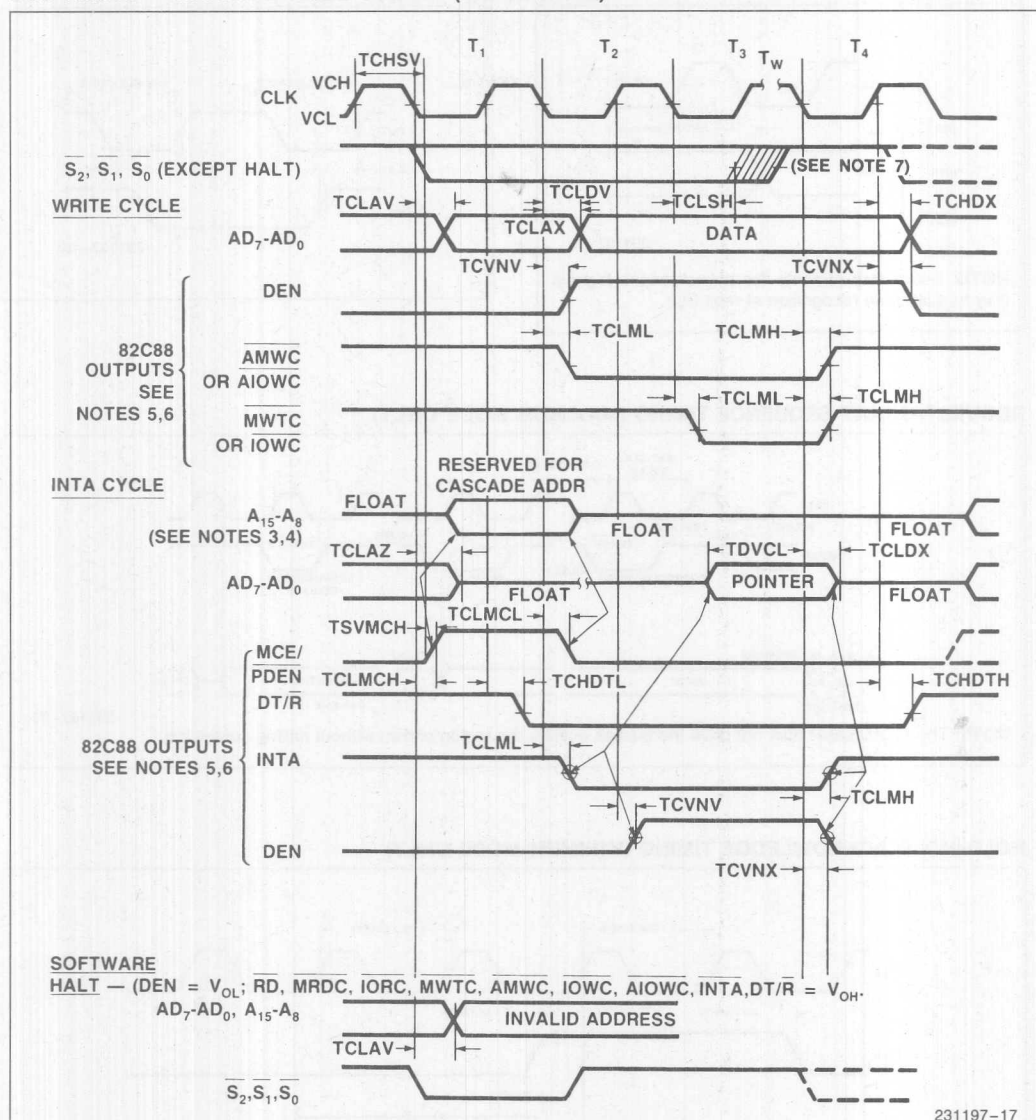 T1 T2 T3 TW T4
TCHSV
VCH
CLK
VCL
S2, S1, S0 (EXCEPT HALT)
(SEE NOTE 7)
WRITE CYCLE
TCLAV
TCLDV
TCLAX
TCLSH
TCHDX
AD7-AD0
DATA
TCVNV
TCVNX
DEN
TCLML
TCLMH
82C88
OUTPUTS
SEE
NOTES 5,6
AMWC
OR AIOWC
TCLML
TCLMH
MWTC
OR IOWC
INTA CYCLE
RESERVED FOR
CASCADE ADDR
FLOAT
A15-A8
(SEE NOTES 3,4)
FLOAT
FLOAT
TCLAZ
TDVCL
TCLDX
AD7-AD0
FLOAT
POINTER
FLOAT
TCLMCL
TSVMCH
MCE/
PDEN
TCLMCH
TCHDTL
TCHDTH
DT/R
82C88 OUTPUTS
SEE NOTES 5,6
TCLML
INTA
TCLMH
TCVNV
DEN
TCVNX
SOFTWARE
HALT — (DEN = VOL; RD, MRDC, IORC, MWTC, AMWC, IOWC, AIOWC, INTA,DT/R = VOH.
AD7-AD0, A15-A8
INVALID ADDRESS
TCLAV
S2,S1,S0
231197-17